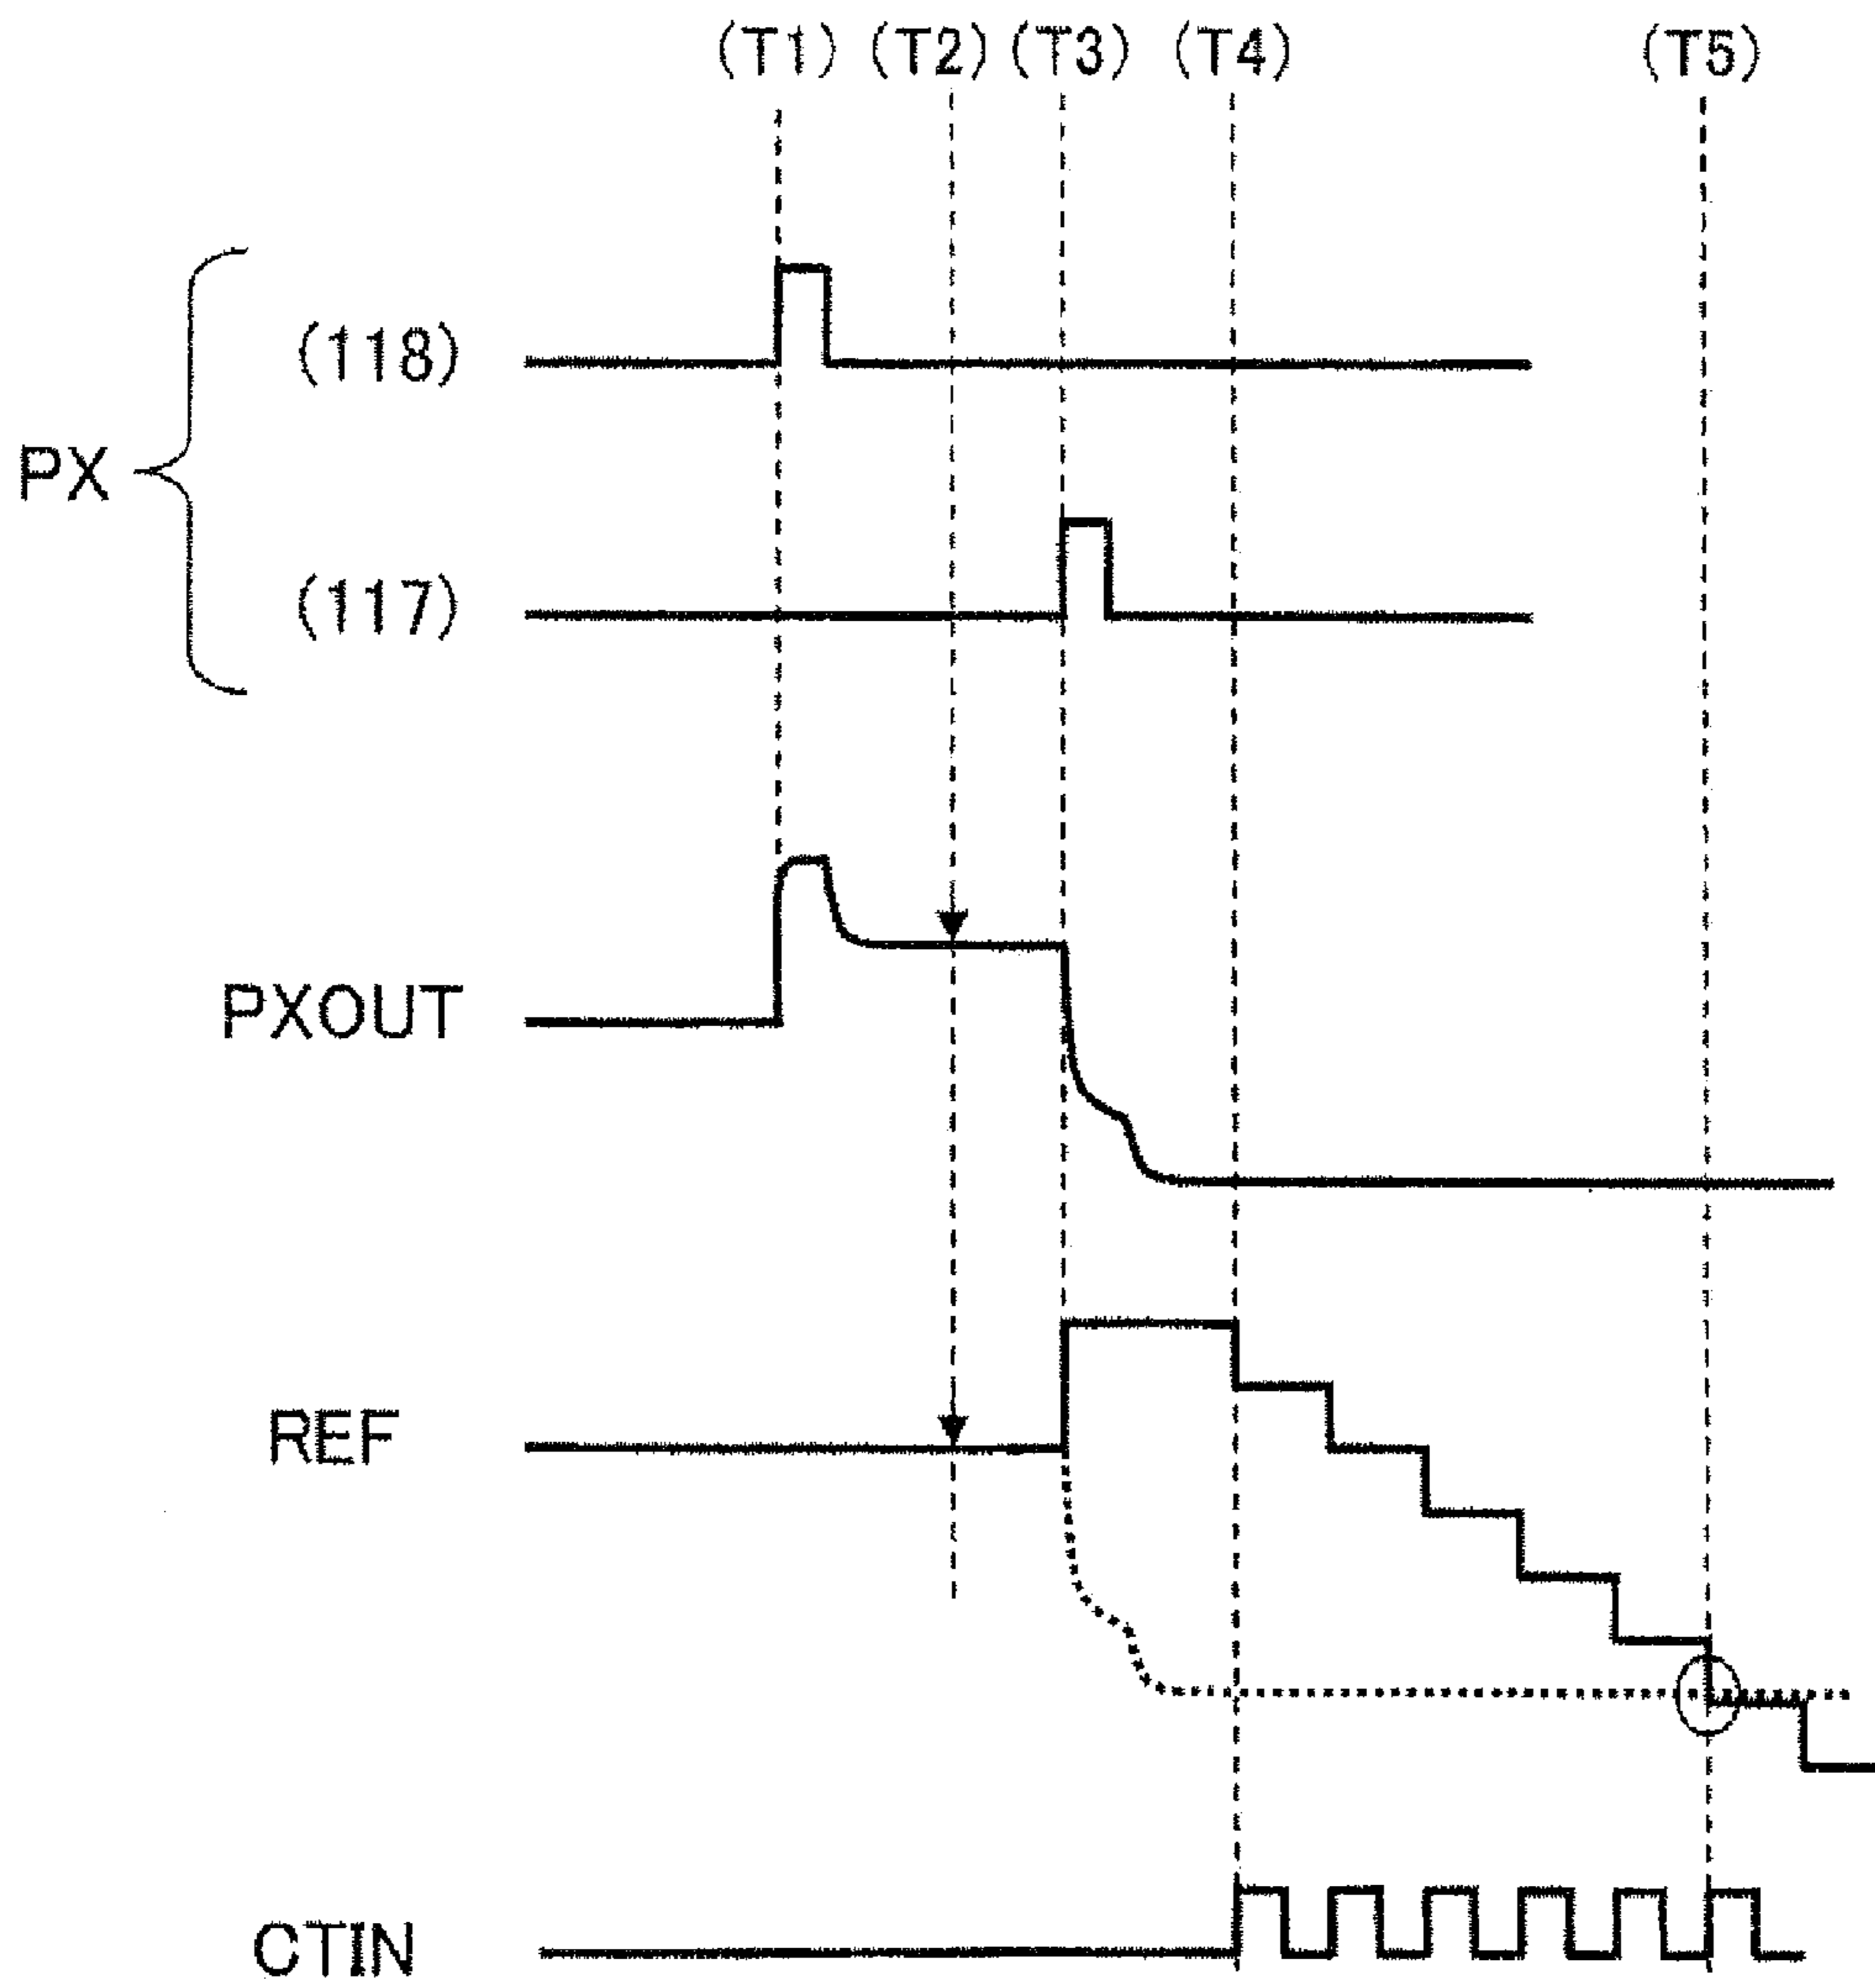 (T1) (T2) (T3) (T4) (T5)
(118)
PX
(117)
PXOUT
REF
CTIN